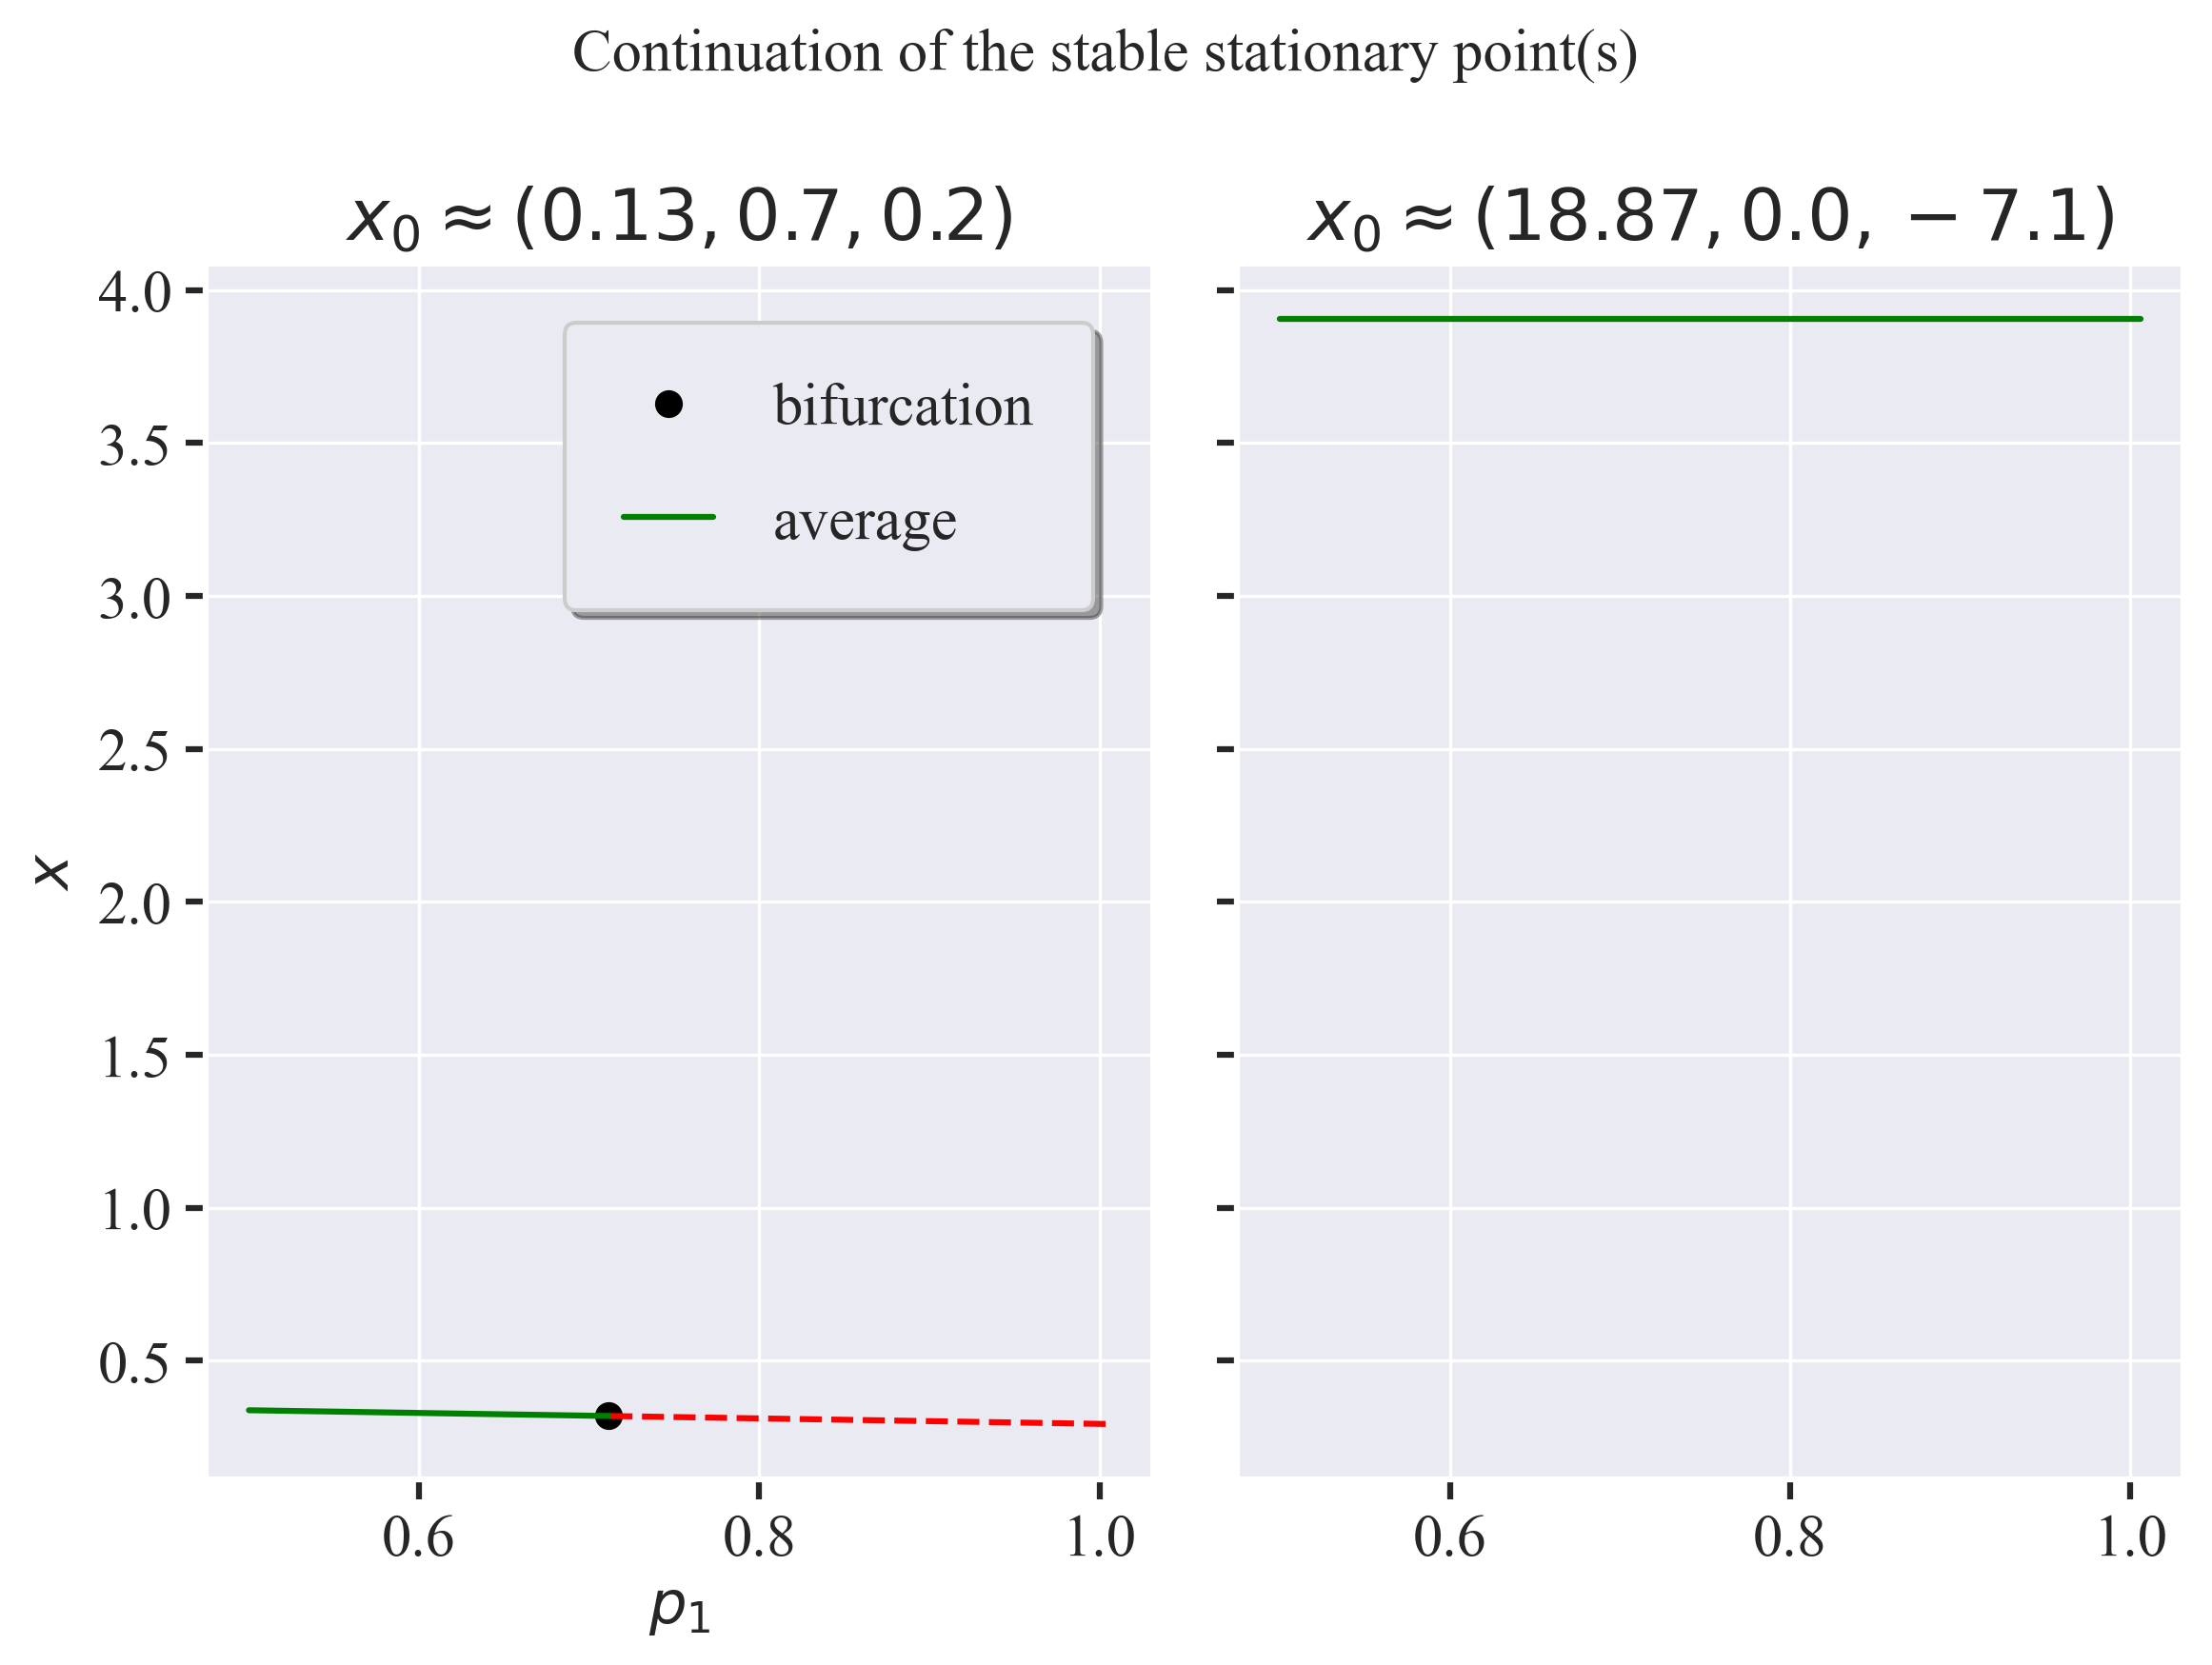 Continuation of the stable stationary point(s)
x₀ ≈ (0.13, 0.7, 0.2)
x₀ ≈ (18.87, 0.0, −7.1)
4.0
3.5
3.0
2.5
2.0
1.5
1.0
0.5
x
bifurcation
average
0.6 0.8 1.0
p₁
0.6 0.8 1.0